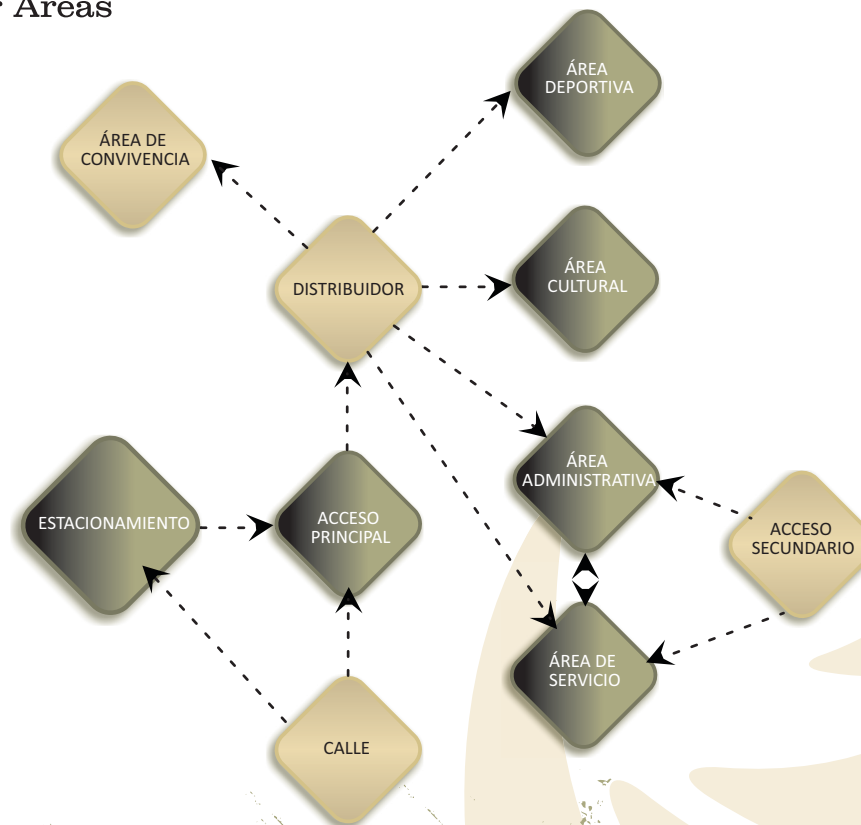 Áreas
ÁREA
DEPORTIVA
ÁREA DE
CONVIVENCIA
ÁREA
CULTURAL
DISTRIBUIDOR
ÁREA
ADMINISTRATIVA
ESTACIONAMIENTO
ACCESO
PRINCIPAL
ACCESO
SECUNDARIO
ÁREA DE
SERVICIO
CALLE